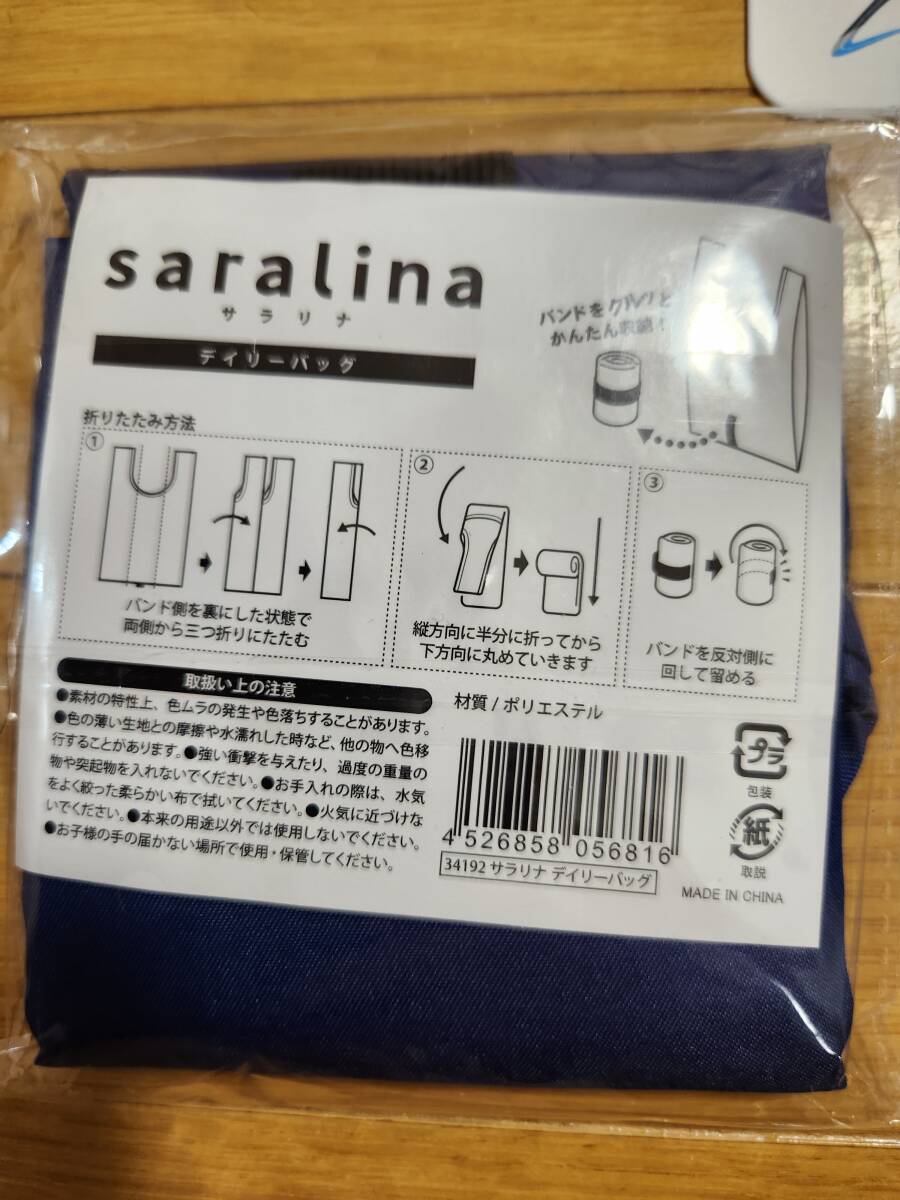 saralina
サラリナ
デイリーバッグ
バンドをクルッと
かんたん収納！
折りたたみ方法
①
バンド側を裏にした状態で
両側から三つ折りにたたむ
②
縦方向に半分に折ってから
下方向に丸めていきます
③
バンドを反対側に
回して留める
取扱い上の注意
●素材の特性上、色ムラの発生や色落ちすることがあります。
●色の薄い生地との摩擦や水濡れした時など、他の物へ色移
行することがあります。●強い衝撃を与えたり、過度の重量の
物や突起物を入れないでください。●お手入れの際は、水気
をよく絞った柔らかい布で拭いてください。●火気に近づけな
いでください。●本来の用途以外では使用しないでください。
●お子様の手の届かない場所で使用・保管してください。
材質 / ポリエステル
4 526858 056816
34192 サラリナ デイリーバッグ
プラ
包装
紙
取説
MADE IN CHINA